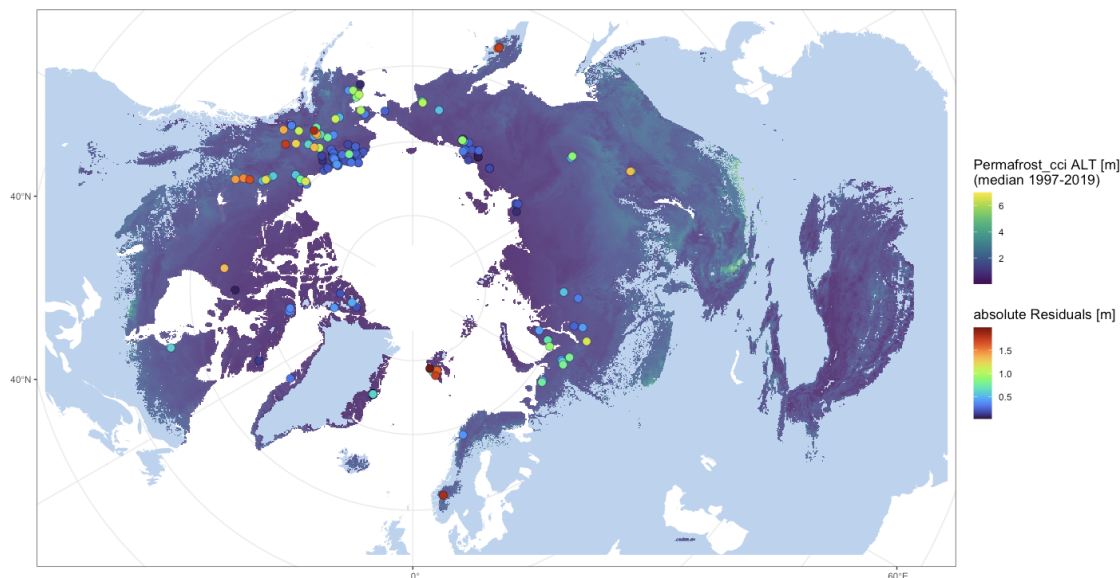 40°N
40°N
0°
60°E
Permafrost_cci ALT [m]
(median 1997-2019)
6
4
2
absolute Residuals [m]
1.5
1.0
0.5